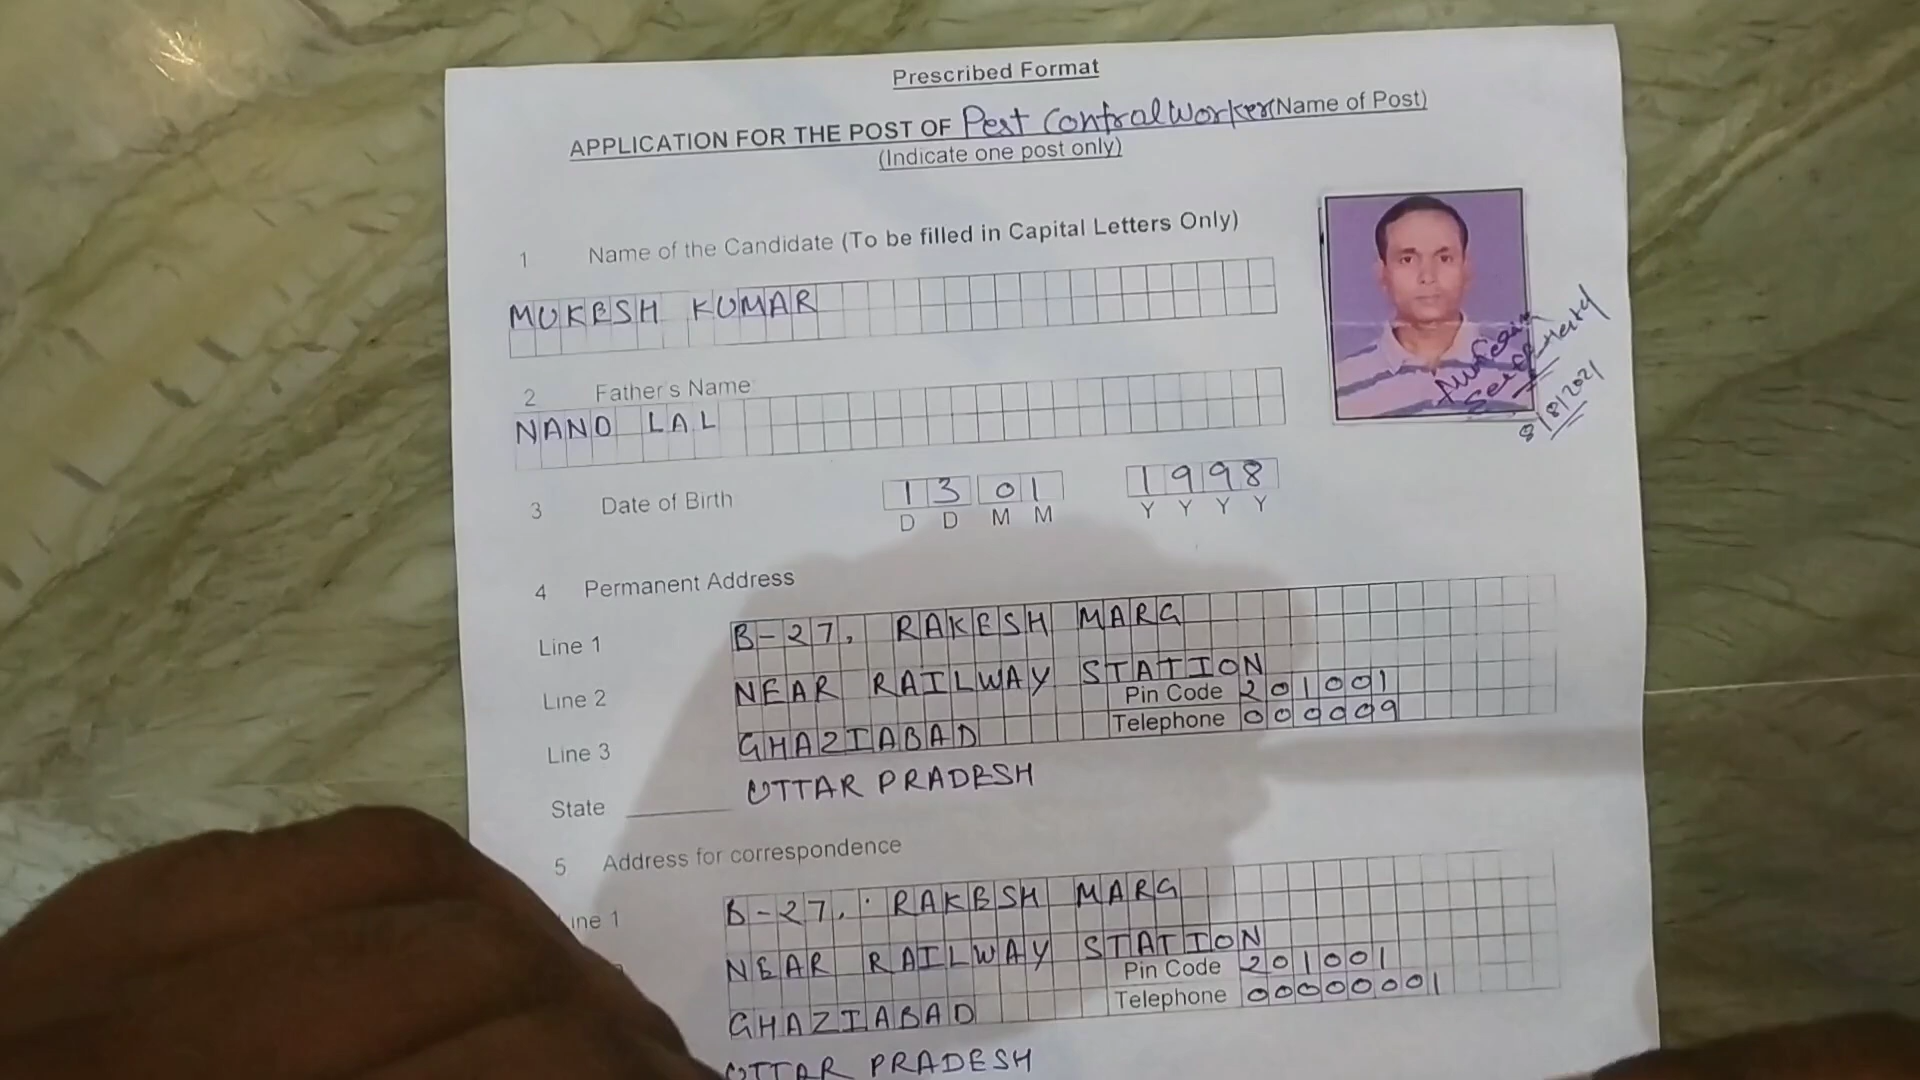 Prescribed Format
APPLICATION FOR THE POST OF Pest Control Worker (Name of Post)
(Indicate one post only)
1 Name of the Candidate (To be filled in Capital Letters Only)
MUKESH KUMAR
2 Father's Name
NAND LAL
8/8/2021
3 Date of Birth 13 01 1998
D D M M Y Y Y Y
4 Permanent Address
Line 1 B-27, RAKESH MARG
Line 2 NEAR RAILWAY STATION
Pin Code 201001
Line 3 GHAZIABAD Telephone 000009
State UTTAR PRADESH
5 Address for correspondence
Line 1 B-27, RAKESH MARG
NEAR RAILWAY STATION
Pin Code 201001
GHAZIABAD Telephone 00000001
UTTAR PRADESH